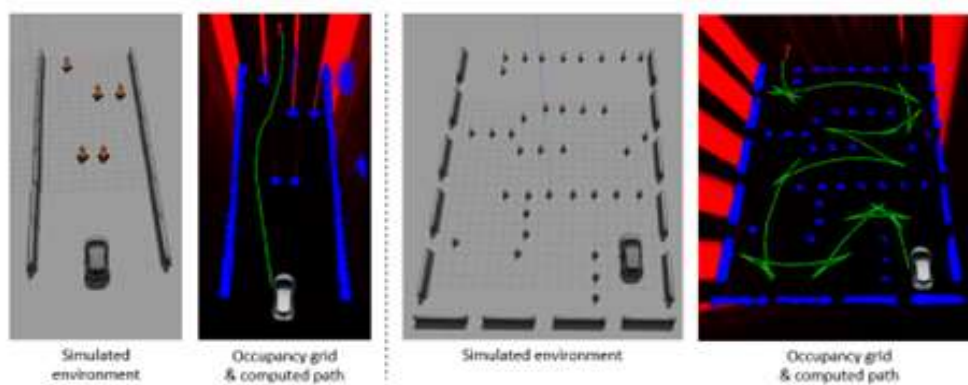 Simulated
environment
Occupancy grid
& computed path
Simulated environment
Occupancy grid
& computed path